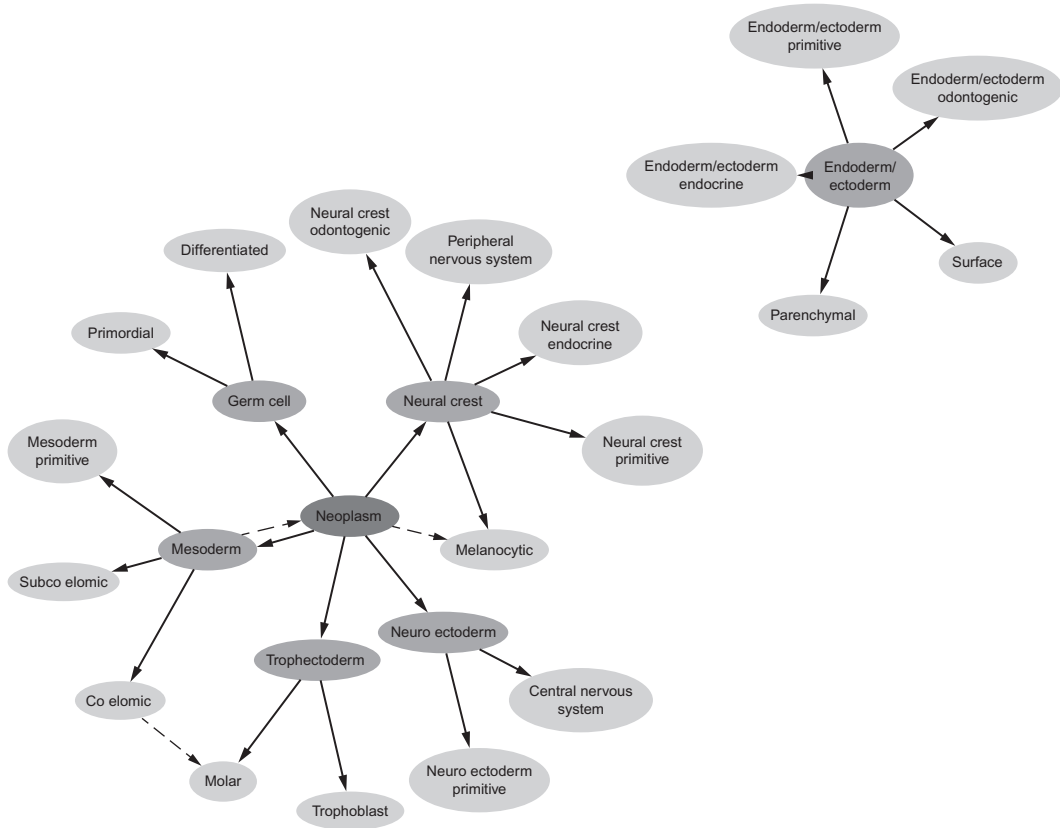 Endoderm/ectoderm
primitive
Endoderm/ectoderm
odontogenic
Endoderm/ectoderm
endocrine
Endoderm/
ectoderm
Surface
Parenchymal
Neural crest
odontogenic
Peripheral
nervous system
Differentiated
Primordial
Neural crest
endocrine
Germ cell
Neural crest
Neural crest
primitive
Mesoderm
primitive
Neoplasm
Mesoderm
Melanocytic
Subco elomic
Neuro ectoderm
Trophectoderm
Central nervous
system
Co elomic
Molar
Neuro ectoderm
primitive
Trophoblast